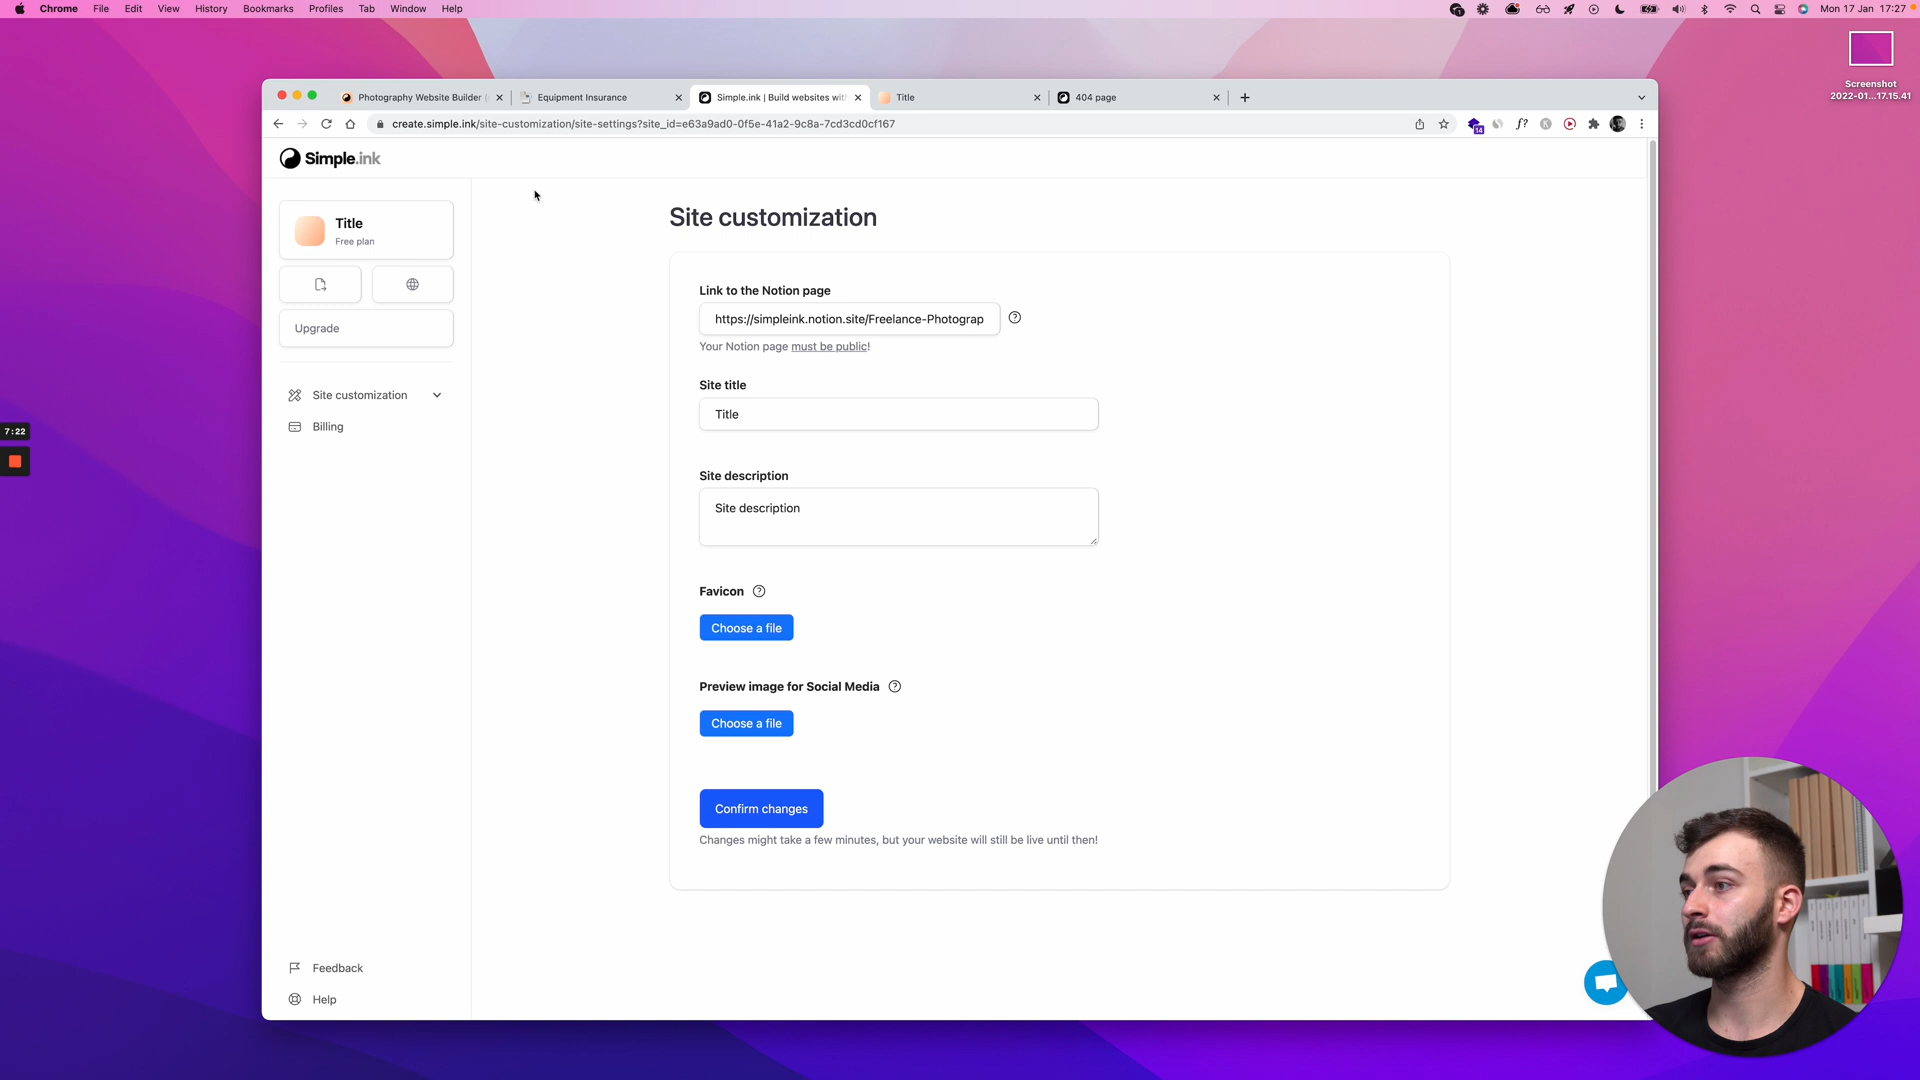 Chrome File Edit View History Bookmarks Profiles Tab Window Help
Mon 17 Jan 17:27
Screenshot
2022-01...17.15.41
Photography Website Builder (
Equipment Insurance
Simple.ink | Build websites with
Title
404 page
create.simple.ink/site-customization/site-settings?site_id=e63a9ad0-0f5e-41a2-9c8a-7cd3cd0cf167
14
Simple.ink
Title
Free plan
Upgrade
Site customization
Billing
7:22
Feedback
Help
Site customization
Link to the Notion page
https://simpleink.notion.site/Freelance-Photograp
Your Notion page must be public!
Site title
Title
Site description
Site description
Favicon
Choose a file
Preview image for Social Media
Choose a file
Confirm changes
Changes might take a few minutes, but your website will still be live until then!